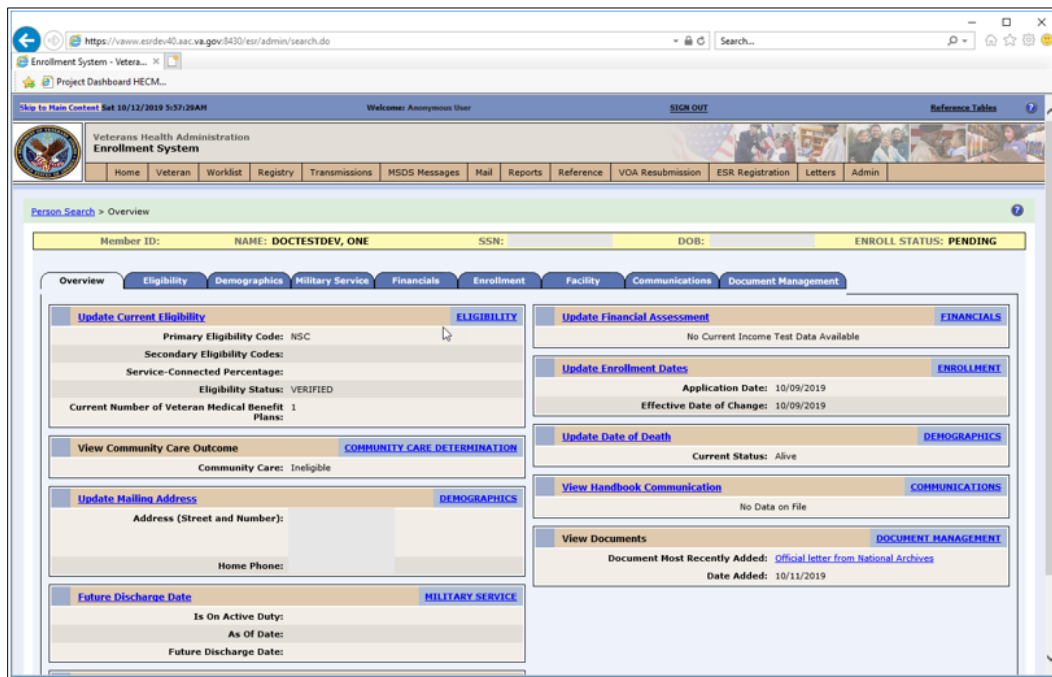 https://vaww.esrdev40.aac.va.gov:8430/esr/admin/search.do
Search...
Enrollment System - Vetera...
Project Dashboard HECM...
Skip to Main Content Sat 10/12/2019 5:57:29AM Welcome: Anonymous User SIGN OUT Reference Tables
Veterans Health Administration
Enrollment System
Home Veteran Worklist Registry Transmissions MSDS Messages Mail Reports Reference VOA Resubmission ESR Registration Letters Admin
Person Search > Overview
Member ID: NAME: DOCTESTDEV, ONE SSN: DOB: ENROLL STATUS: PENDING
Overview Eligibility Demographics Military Service Financials Enrollment Facility Communications Document Management
Update Current Eligibility ELIGIBILITY
Primary Eligibility Code: NSC
Secondary Eligibility Codes:
Service-Connected Percentage:
Eligibility Status: VERIFIED
Current Number of Veteran Medical Benefit 1
Plans:
View Community Care Outcome COMMUNITY CARE DETERMINATION
Community Care: Ineligible
Update Mailing Address DEMOGRAPHICS
Address (Street and Number):
Home Phone:
Future Discharge Date MILITARY SERVICE
Is On Active Duty:
As Of Date:
Future Discharge Date:
Update Financial Assessment FINANCIALS
No Current Income Test Data Available
Update Enrollment Dates ENROLLMENT
Application Date: 10/09/2019
Effective Date of Change: 10/09/2019
Update Date of Death DEMOGRAPHICS
Current Status: Alive
View Handbook Communication COMMUNICATIONS
No Data on File
View Documents DOCUMENT MANAGEMENT
Document Most Recently Added: Official letter from National Archives
Date Added: 10/11/2019